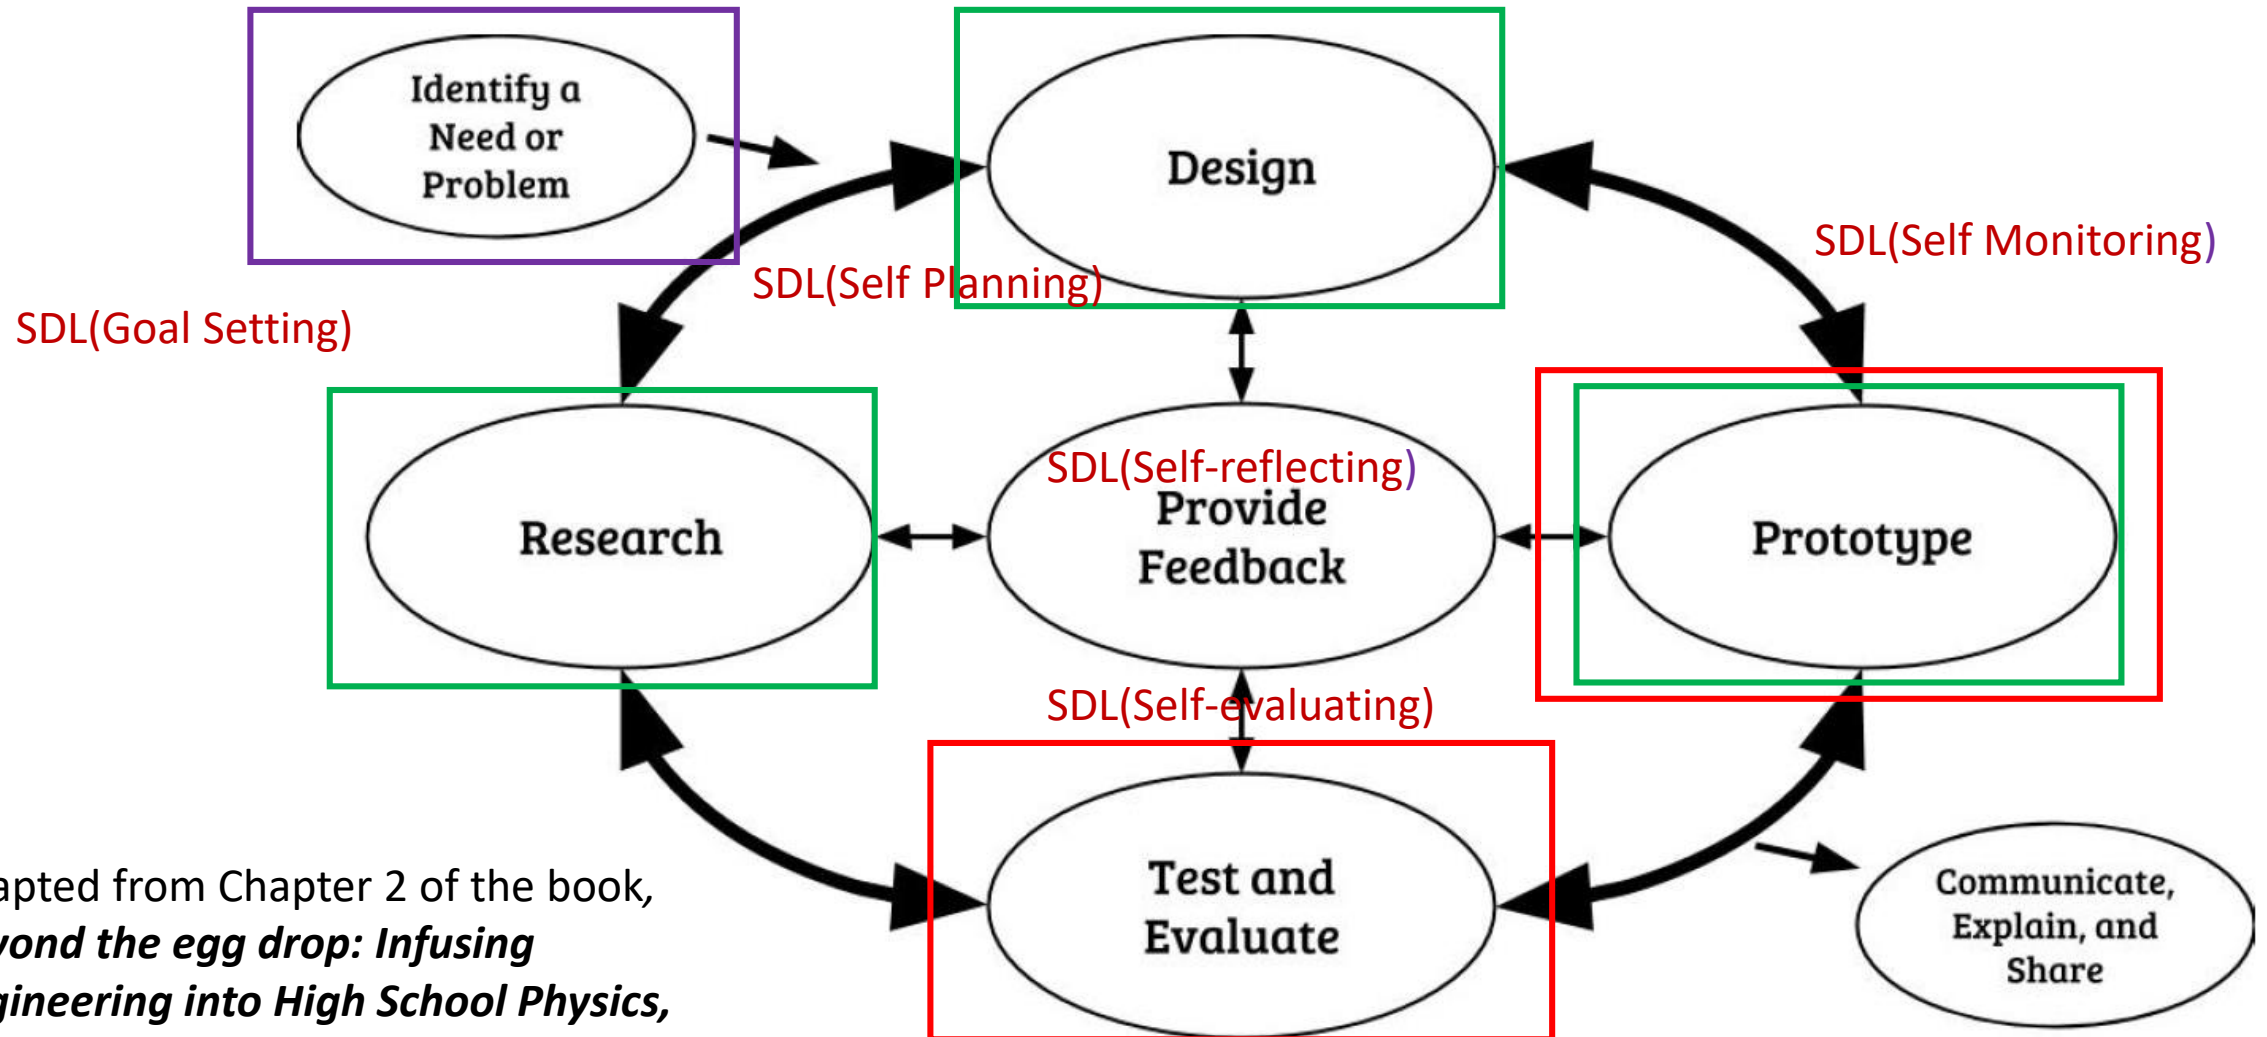 Identify a
Need or
Problem
Design
SDL(Self Monitoring)
SDL(Self Planning)
SDL(Goal Setting)
SDL(Self-reflecting)
Provide
Feedback
Research
Prototype
SDL(Self-evaluating)
Test and
Evaluate
Communicate,
Explain, and
Share
apted from Chapter 2 of the book,
yond the egg drop: Infusing
gineering into High School Physics,